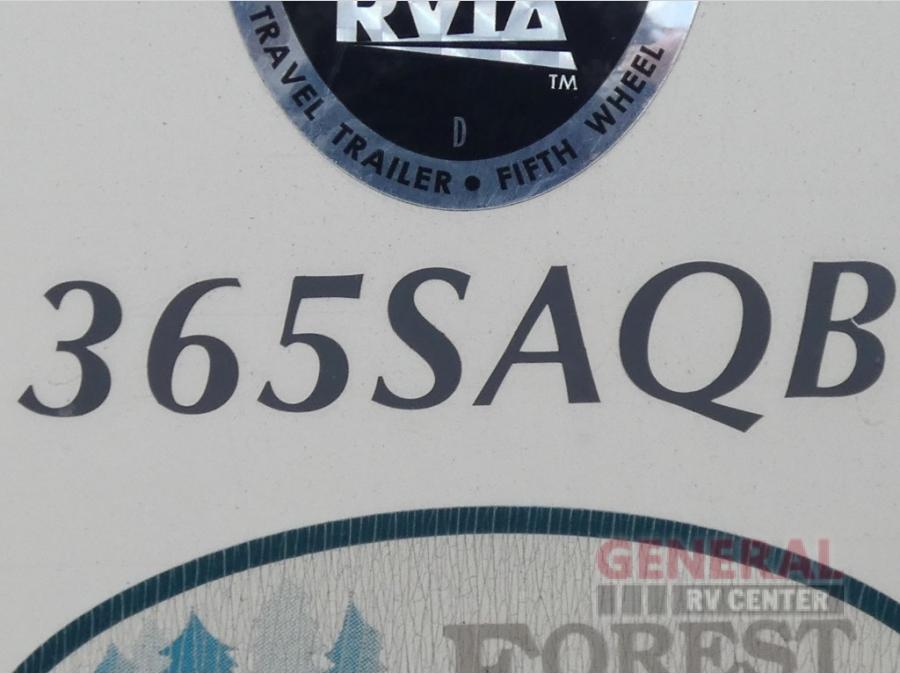 RVIA
TM
D
TRAVEL TRAILER • FIFTH WHEEL
365SAQB
GENERAL
RV CENTER
FOREST